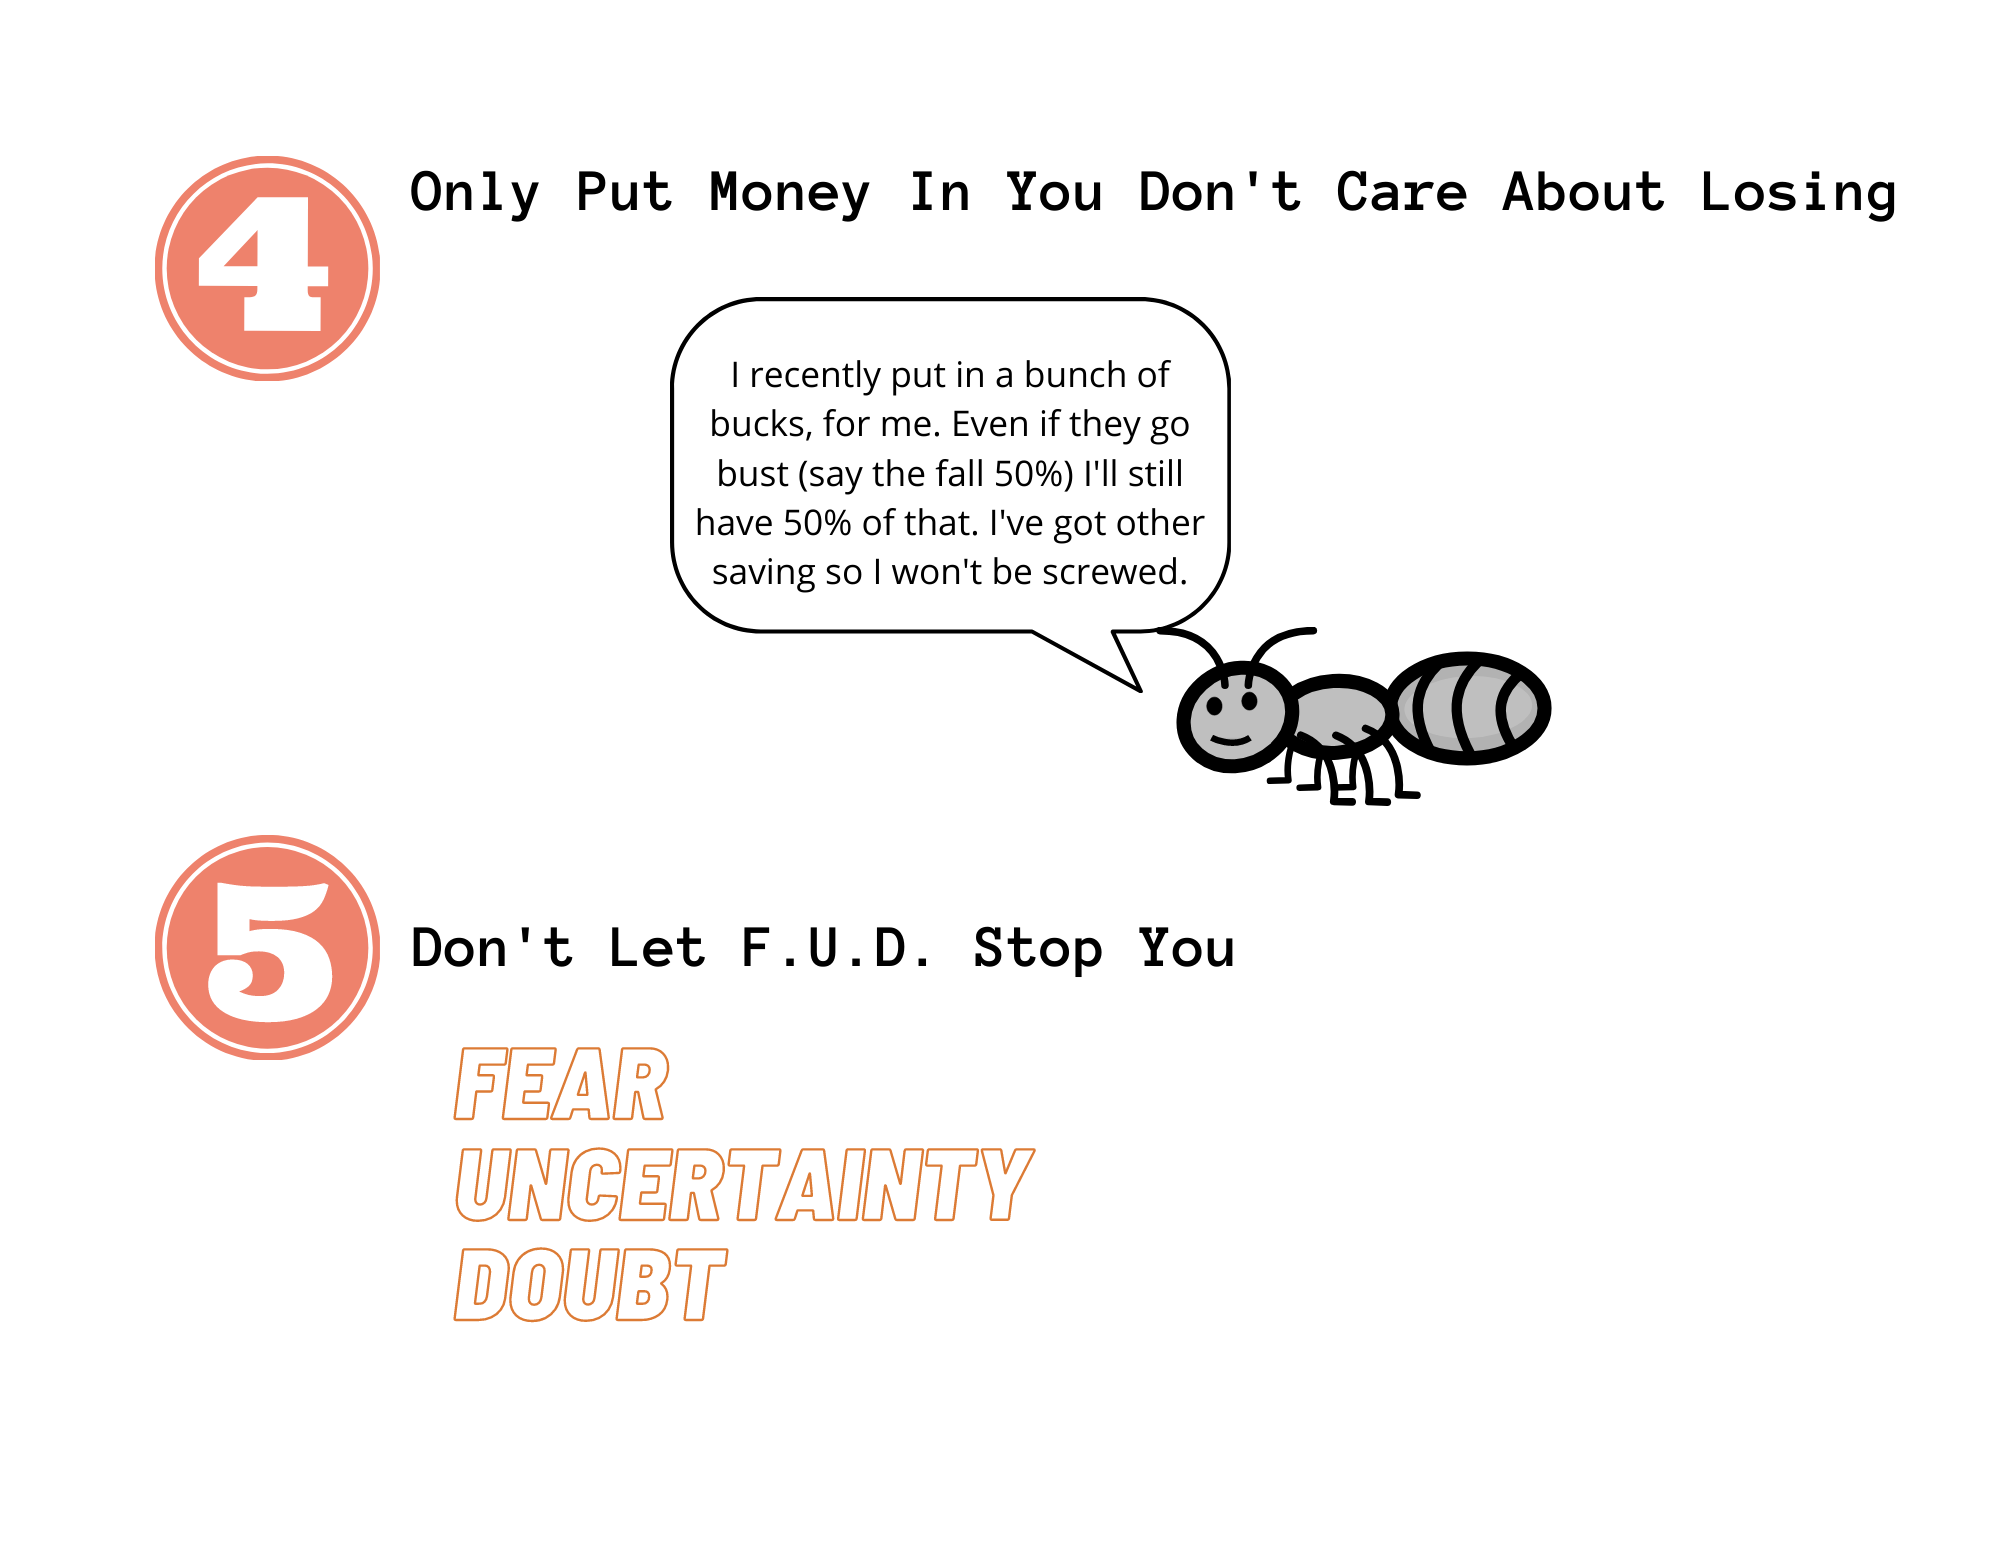 4
Only Put Money In You Don't Care About Losing
I recently put in a bunch of
bucks, for me. Even if they go
bust (say the fall 50%) I'll still
have 50% of that. I've got other
saving so I won't be screwed.
5
Don't Let F.U.D. Stop You
FEAR
UNCERTAINTY
DOUBT